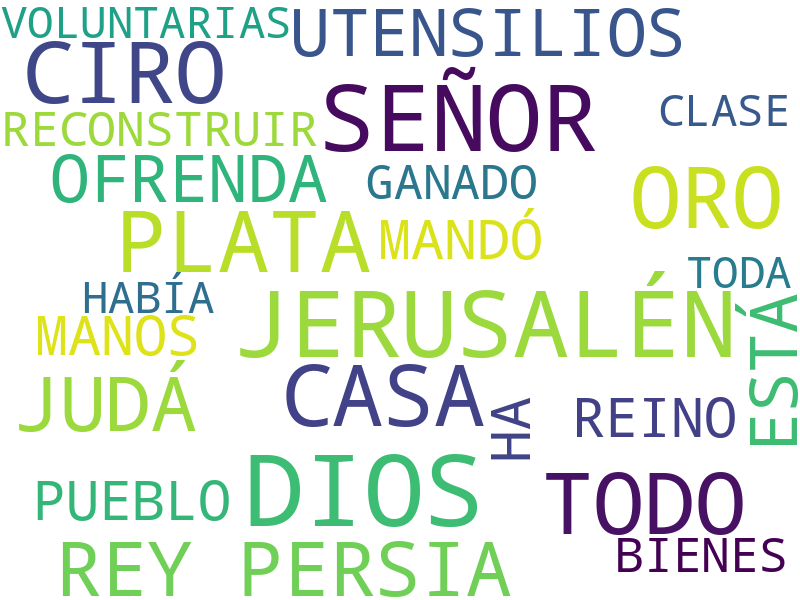 VOLUNTARIAS UTENSILIOS
CIRO
SEÑOR CLASE
RECONSTRUIR
OFRENDA GANADO ORO
PLATA MANDÓ
HABÍA TODA
MANOS JERUSALÉN ESTÁ
JUDÁ CASA HA REINO
PUEBLO DIOS TODO
REY PERSIA BIENES